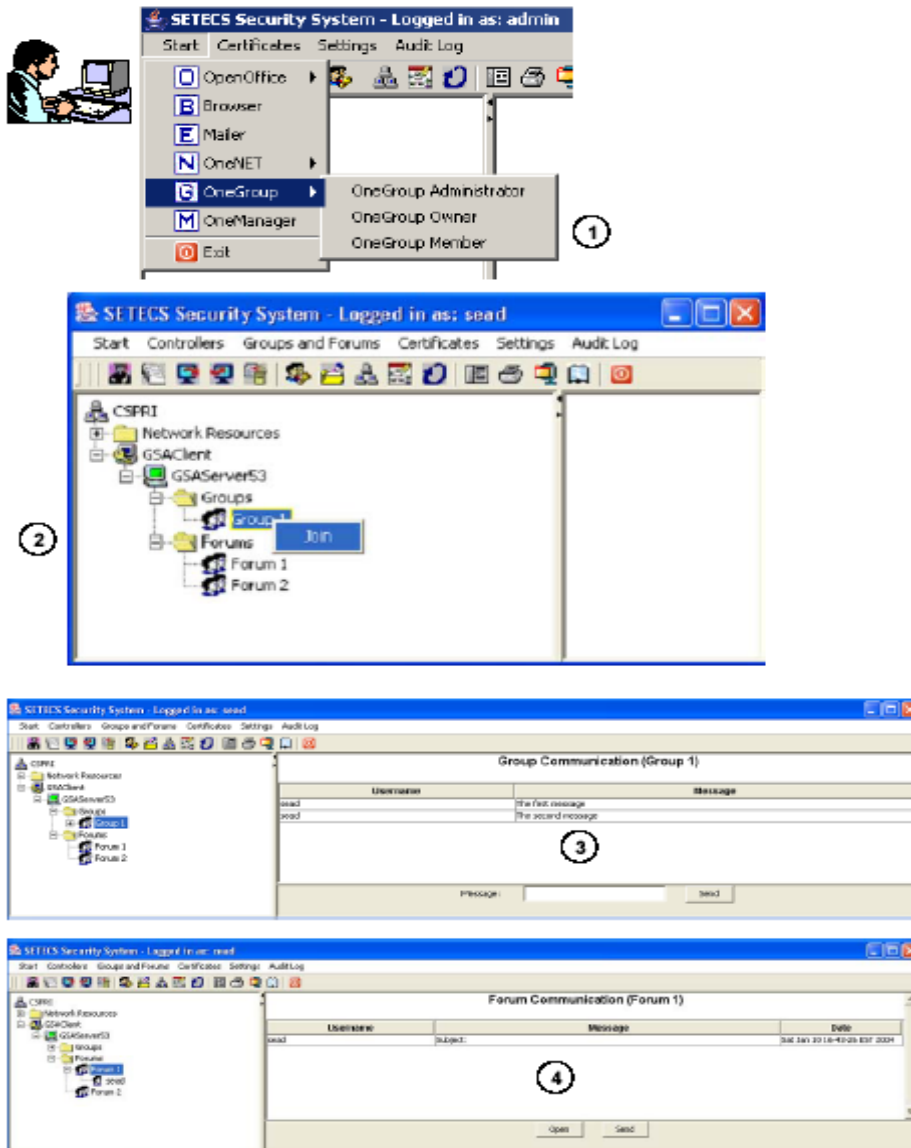 SETECS Security System - Logged in as: admin
Start Certificates Settings Audit Log
O OpenOffice
B Browser
E Mailer
N OneNET
G OneGroup
M OneManager
Exit
OneGroup Administrator
OneGroup Owner
OneGroup Member
1
SETECS Security System - Logged in as: sead
Start Controllers Groups and Forums Certificates Settings Audit Log
CSPRI
Network Resources
GSAClient
GSAServer53
Groups
Group 1
Join
Forums
Forum 1
Forum 2
2
SETECS Security System - Logged in as: sead
Start Controllers Groups and Forums Certificates Settings Audit Log
CSPRI
Network Resources
GSAClient
GSAServer53
Groups
Group 1
Forums
Forum 1
Forum 2
Group Communication (Group 1)
Username Message
sead The first message
sead The second message
3
Message: Send
SETECS Security System - Logged in as: sead
Start Controllers Groups and Forums Certificates Settings Audit Log
CSPRI
Network Resources
GSAClient
GSAServer53
Groups
Forums
Forum 1
sead
Forum 2
Forum Communication (Forum 1)
Username Message Date
sead Subject: Sat Jan 10 EST 2004
4
Open Send